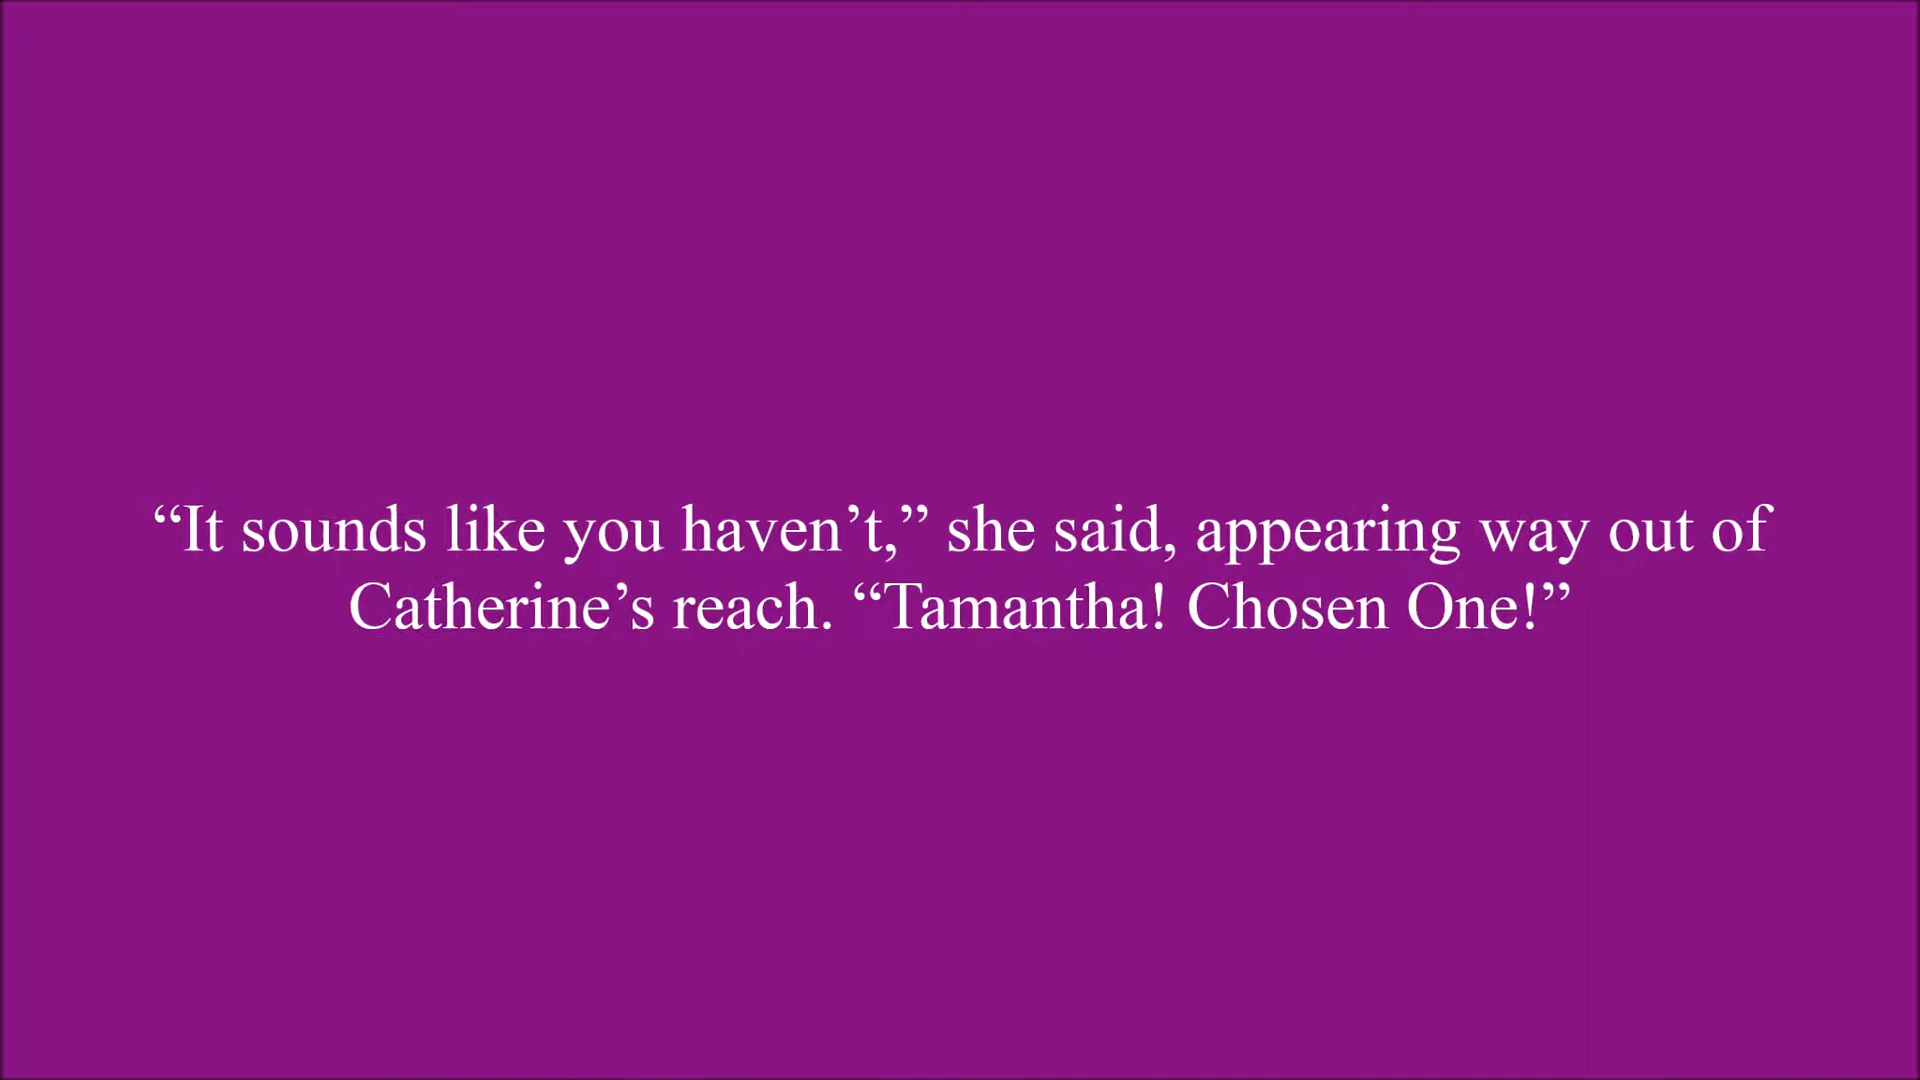 “It sounds like you haven’t,” she said, appearing way out of
Catherine’s reach. “Tamantha! Chosen One!”